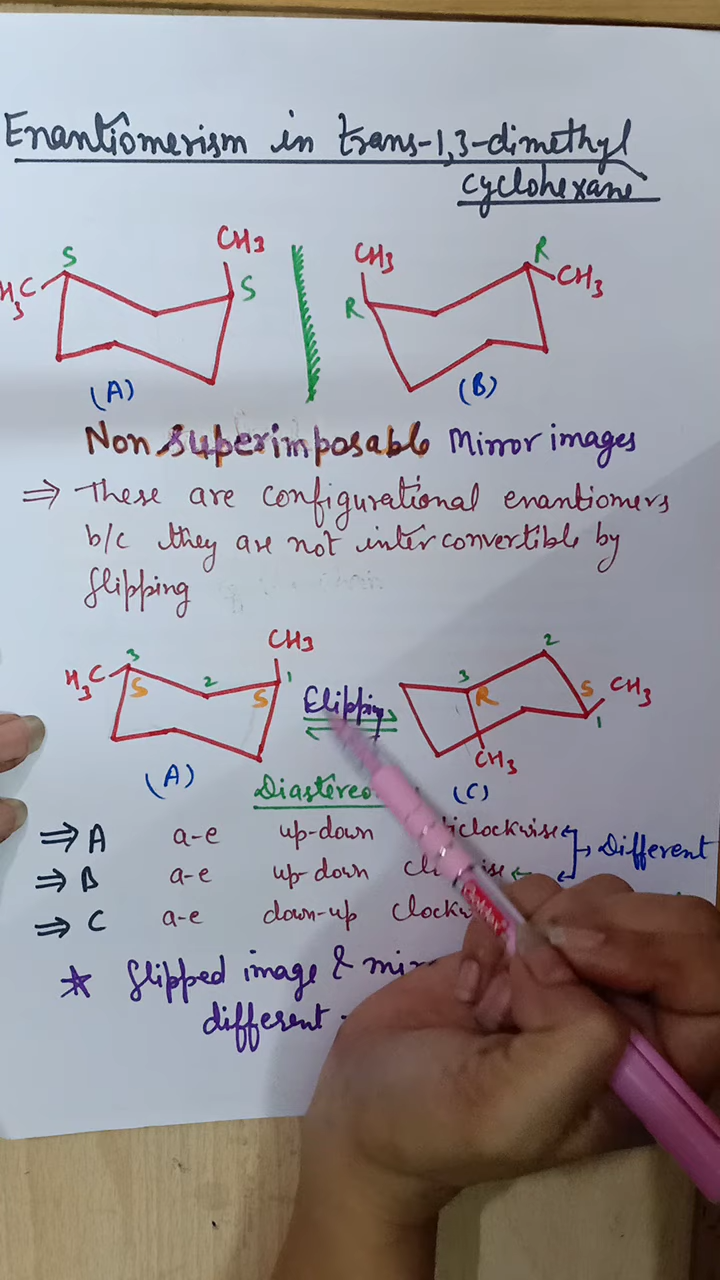 Enantiomerism in trans-1,3-dimethyl
cyclohexane
S
CH3
H3C
S
CH3
R
R
CH3
(A)
(B)
Non superimposable Mirror images
⇒ These are configurational enantiomers
b/c they are not interconvertible by
flipping
CH3
H3C
3
S
2
S
1
Flipping
2
3
R
S
CH3
1
CH3
(A)
(C)
⇒ A a-e up-down
⇒ B a-e up-down
⇒ C a-e down-up
Different
* flipped image &
different